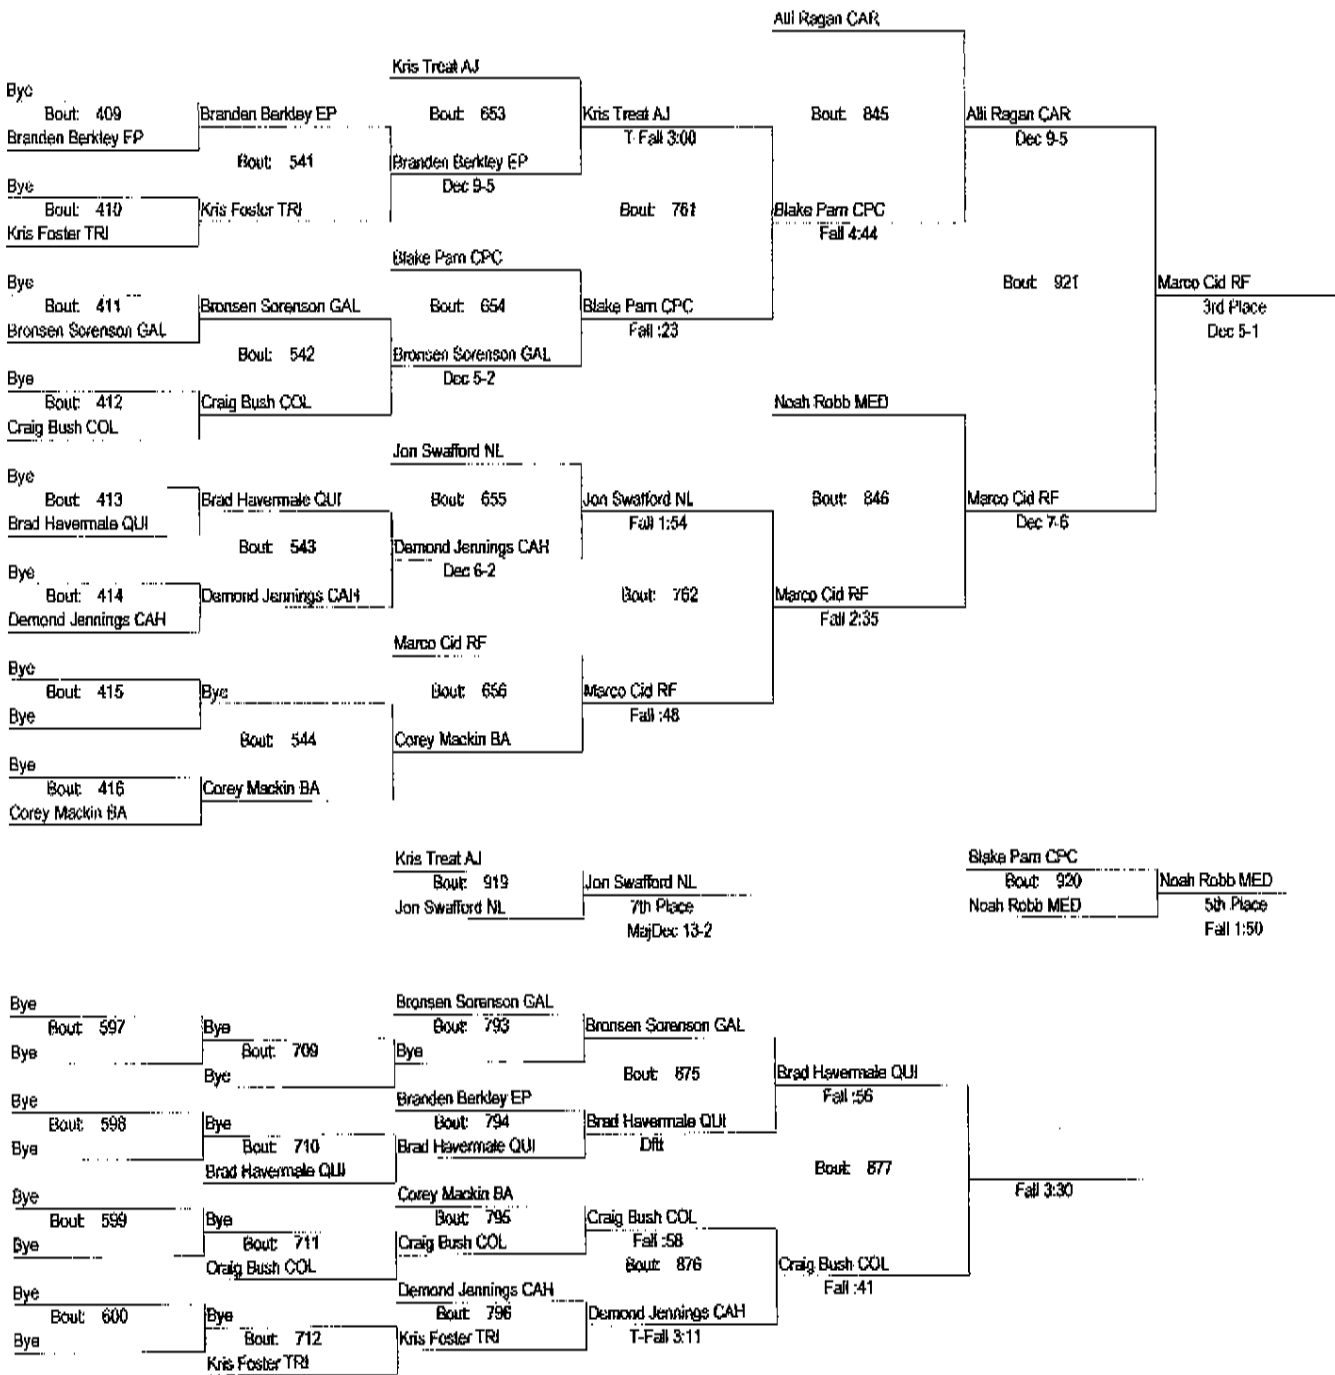 Alli Ragan CAR
Kris Treat AJ
Bye
Bout: 409
Branden Berkley EP
Bout: 653
Kris Treat AJ
Bout: 845
Alli Ragan CAR
Branden Berkley EP
T-Fall 3:00
Dec 9-5
Bout: 541
Branden Berkley EP
Dec 9-5
Bye
Bout: 410
Kris Foster TRI
Bout: 761
Blake Pam CPC
Kris Foster TRI
Fall 4:44
Blake Pam CPC
Bye
Bout: 411
Bronsen Sorenson GAL
Bout: 654
Blake Pam CPC
Bout: 921
Marco Cid RF
Bronsen Sorenson GAL
Fall :23
3rd Place
Dec 5-1
Bout: 542
Bronsen Sorenson GAL
Dec 5-2
Bye
Bout: 412
Craig Bush COL
Noah Robb MED
Craig Bush COL
Jon Swafford NL
Bye
Bout: 413
Brad Havermale QUI
Bout: 655
Jon Swafford NL
Bout: 846
Marco Cid RF
Brad Havermale QUI
Fall 1:54
Dec 7-6
Bout: 543
Demond Jennings CAH
Dec 6-2
Bye
Bout: 414
Demond Jennings CAH
Bout: 762
Marco Cid RF
Demond Jennings CAH
Fall 2:35
Marco Cid RF
Bye
Bout: 415
Bye
Bout: 656
Marco Cid RF
Bye
Fall :48
Bout: 544
Corey Mackin BA
Bye
Bout: 416
Corey Mackin BA
Corey Mackin BA
Kris Treat AJ
Bout: 919
Jon Swafford NL
Jon Swafford NL
7th Place
MajDec 13-2
Blake Pam CPC
Bout: 920
Noah Robb MED
Noah Robb MED
5th Place
Fall 1:50
Bye
Bout: 597
Bye
Bronsen Sorenson GAL
Bout: 793
Bronsen Sorenson GAL
Bye
Bout: 709
Bye
Bye
Bout: 875
Brad Havermale QUI
Fall :56
Bye
Bout: 598
Bye
Branden Berkley EP
Bout: 794
Brad Havermale QUI
Bye
Bout: 710
Brad Havermale QUI
Dflt
Brad Havermale QUI
Bout: 877
Fall 3:30
Bye
Bout: 599
Bye
Corey Mackin BA
Bout: 795
Craig Bush COL
Bye
Bout: 711
Craig Bush COL
Fall :58
Craig Bush COL
Bout: 876
Craig Bush COL
Fall :41
Bye
Bout: 600
Bye
Demond Jennings CAH
Bout: 796
Demond Jennings CAH
Bye
Bout: 712
Kris Foster TRI
T-Fall 3:11
Kris Foster TRI